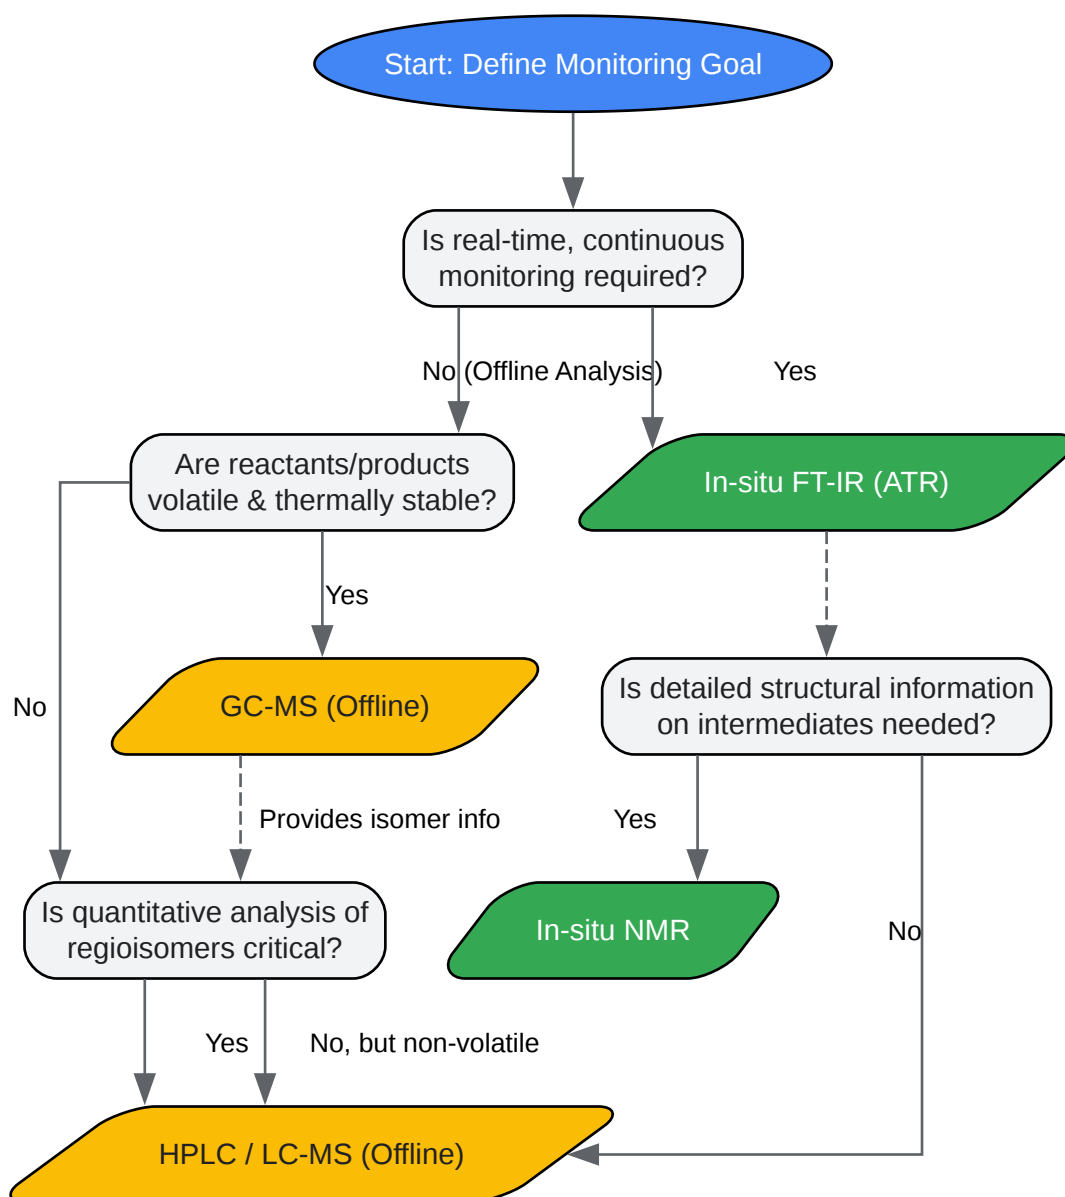 Start: Define Monitoring Goal
Is real-time, continuous
monitoring required?
No (Offline Analysis)
Yes
Are reactants/products
volatile & thermally stable?
In-situ FT-IR (ATR)
Yes
No
GC-MS (Offline)
Is detailed structural information
on intermediates needed?
Provides isomer info
Yes
Is quantitative analysis of
regioisomers critical?
In-situ NMR
No
Yes
No, but non-volatile
HPLC / LC-MS (Offline)